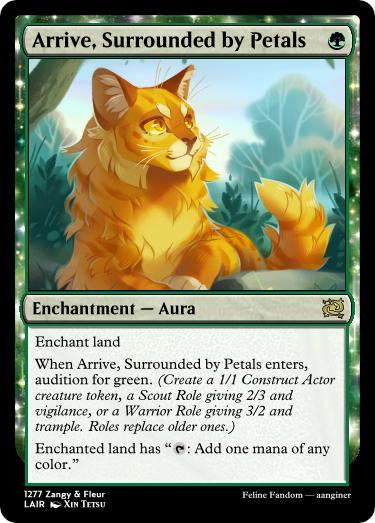 Arrive, Surrounded by Petals
Enchantment — Aura
Enchant land
When Arrive, Surrounded by Petals enters,
audition for green. (Create a 1/1 Construct Actor
creature token, a Scout Role giving 2/3 and
vigilance, or a Warrior Role giving 3/2 and
trample. Roles replace older ones.)
Enchanted land has “: Add one mana of any
color.”
1277 Zangy & Fleur
LAIR Xin Tetsu
Feline Fandom — aanginer